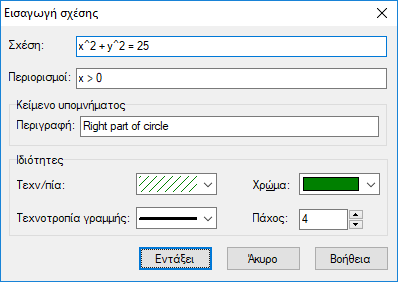 Εισαγωγή σχέσης
Σχέση: x^2 + y^2 = 25
Περιορισμοί: x > 0
Κείμενο υπομνήματος
Περιγραφή: Right part of circle
Ιδιότητες
Τεχν/πία: Χρώμα:
Τεχνοτροπία γραμμής: Πάχος: 4
Εντάξει Άκυρο Βοήθεια